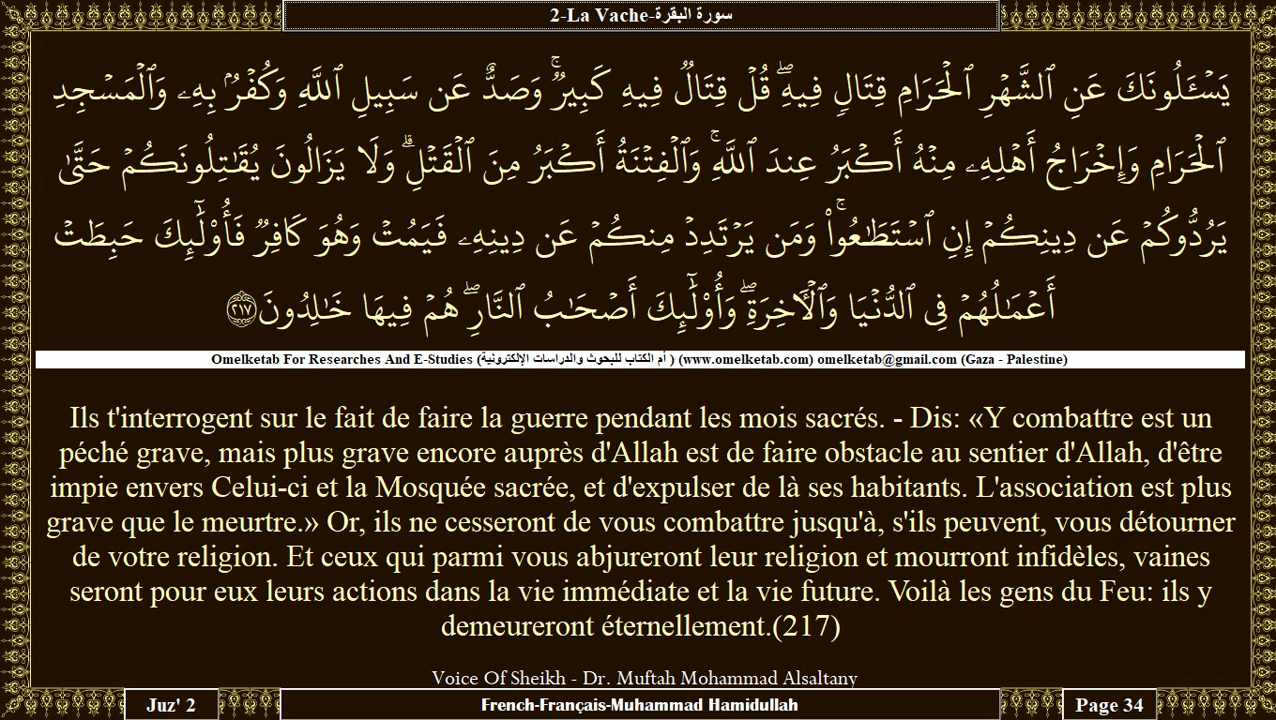 2-La Vache-سورة البقرة
يَسۡـَٔلُونَكَ عَنِ ٱلشَّهۡرِ ٱلۡحَرَامِ قِتَالٖ فِيهِۖ قُلۡ قِتَالٞ فِيهِ كَبِيرٞۚ وَصَدٌّ عَن سَبِيلِ ٱللَّهِ وَكُفۡرُۢ بِهِۦ وَٱلۡمَسۡجِدِ
ٱلۡحَرَامِ وَإِخۡرَاجُ أَهۡلِهِۦ مِنۡهُ أَكۡبَرُ عِندَ ٱللَّهِۚ وَٱلۡفِتۡنَةُ أَكۡبَرُ مِنَ ٱلۡقَتۡلِۗ وَلَا يَزَالُونَ يُقَٰتِلُونَكُمۡ حَتَّىٰ
يَرُدُّوكُمۡ عَن دِينِكُمۡ إِنِ ٱسۡتَطَٰعُواْۚ وَمَن يَرۡتَدِدۡ مِنكُمۡ عَن دِينِهِۦ فَيَمُتۡ وَهُوَ كَافِرٞ فَأُوْلَٰٓئِكَ حَبِطَتۡ
أَعۡمَٰلُهُمۡ فِي ٱلدُّنۡيَا وَٱلۡأٓخِرَةِۖ وَأُوْلَٰٓئِكَ أَصۡحَٰبُ ٱلنَّارِۖ هُمۡ فِيهَا خَٰلِدُونَ ٢١٧
Omelketab For Researches And E-Studies (أم الكتاب للبحوث والدراسات الإلكترونية ) (www.omelketab.com) omelketab@gmail.com (Gaza - Palestine)
Ils t'interrogent sur le fait de faire la guerre pendant les mois sacrés. - Dis: «Y combattre est un
péché grave, mais plus grave encore auprès d'Allah est de faire obstacle au sentier d'Allah, d'être
impie envers Celui-ci et la Mosquée sacrée, et d'expulser de là ses habitants. L'association est plus
grave que le meurtre.» Or, ils ne cesseront de vous combattre jusqu'à, s'ils peuvent, vous détourner
de votre religion. Et ceux qui parmi vous abjureront leur religion et mourront infidèles, vaines
seront pour eux leurs actions dans la vie immédiate et la vie future. Voilà les gens du Feu: ils y
demeureront éternellement.(217)
Voice Of Sheikh - Dr. Muftah Mohammad Alsaltany
Juz' 2
French-Français-Muhammad Hamidullah
Page 34